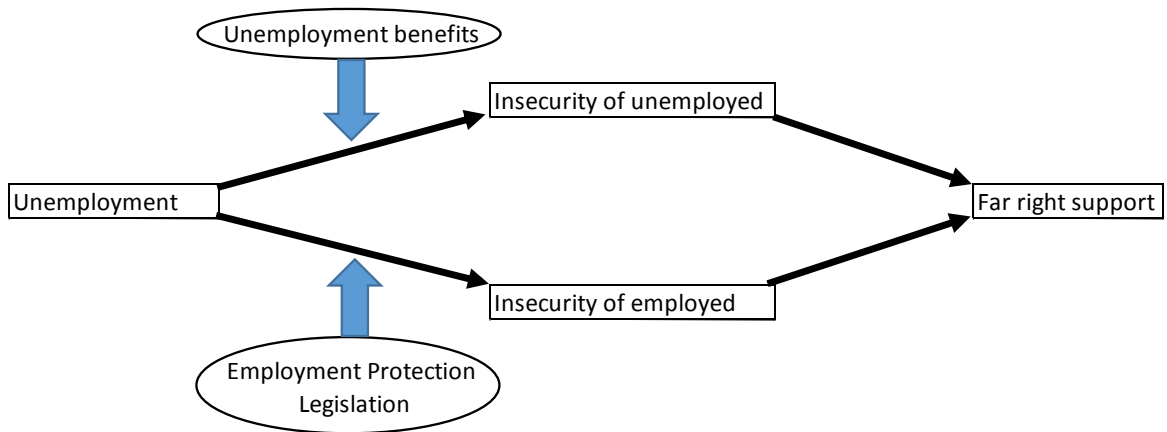 Unemployment benefits
Insecurity of unemployed
Unemployment
Far right support
Insecurity of employed
Employment Protection
Legislation